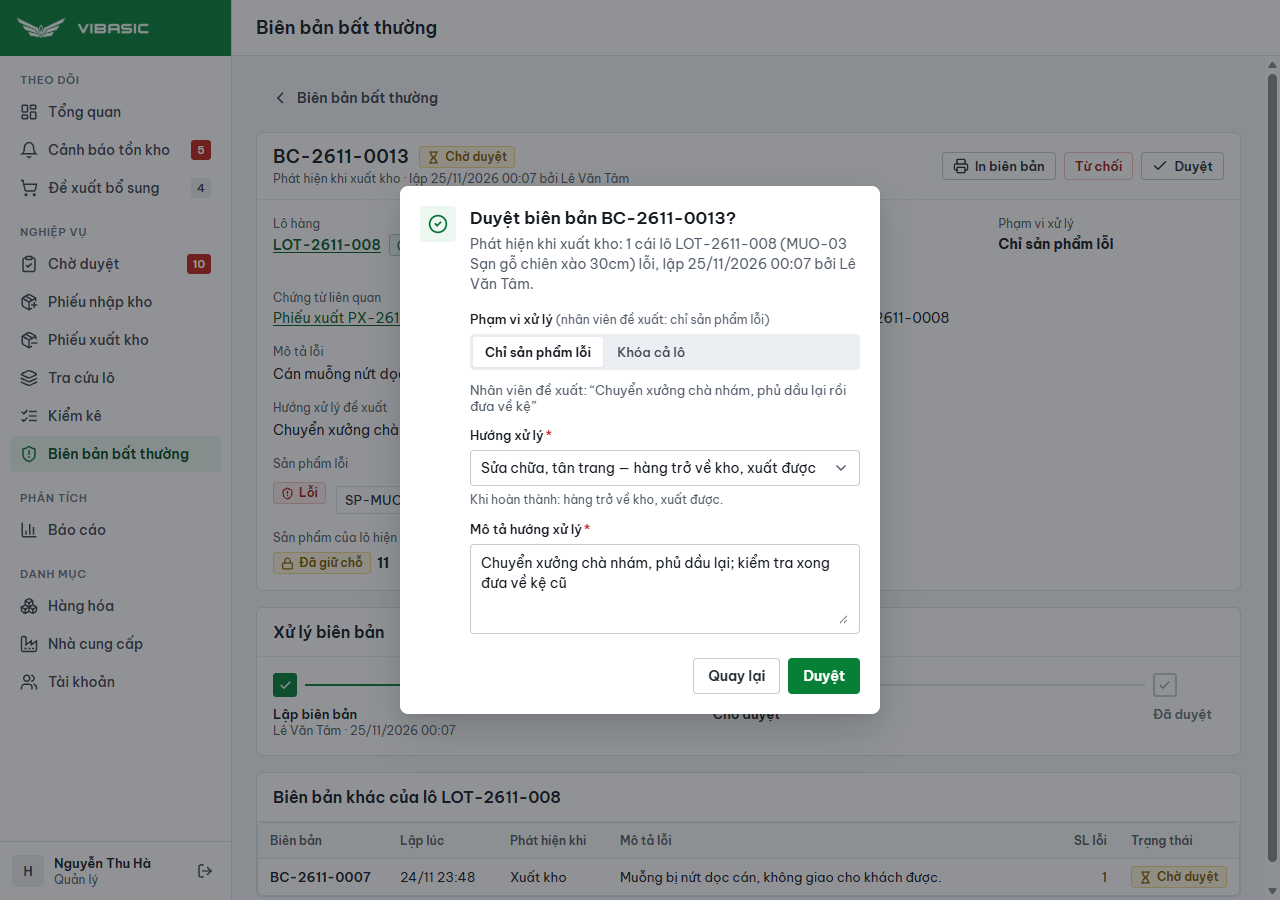 VIBASIC
Biên bản bất thường
THEO DÕI
Tổng quan
Cảnh báo tồn kho 5
Đề xuất bổ sung 4
NGHIỆP VỤ
Chờ duyệt 10
Phiếu nhập kho
Phiếu xuất kho
Tra cứu lô
Kiểm kê
Biên bản bất thường
PHÂN TÍCH
Báo cáo
DANH MỤC
Hàng hóa
Nhà cung cấp
Tài khoản
H
Nguyễn Thu Hà
Quản lý
Biên bản bất thường
BC-2611-0013 Chờ duyệt
Phát hiện khi xuất kho · lập 25/11/2026 00:07 bởi Lê Văn Tâm
In biên bản Từ chối Duyệt
Lô hàng
LOT-2611-008
Phạm vi xử lý
Chỉ sản phẩm lỗi
Chứng từ liên quan
Phiếu xuất PX-261
2611-0008
Mô tả lỗi
Cán muỗng nứt dọc
Hướng xử lý đề xuất
Chuyển xưởng chà
Sản phẩm lỗi
Lỗi SP-MUO
Sản phẩm của lô hiện
Đã giữ chỗ 11
Duyệt biên bản BC-2611-0013?
Phát hiện khi xuất kho: 1 cái lô LOT-2611-008 (MUO-03
Sạn gỗ chiên xào 30cm) lỗi, lập 25/11/2026 00:07 bởi Lê
Văn Tâm.
Phạm vi xử lý (nhân viên đề xuất: chỉ sản phẩm lỗi)
Chỉ sản phẩm lỗi Khóa cả lô
Nhân viên đề xuất: “Chuyển xưởng chà nhám, phủ dầu lại rồi
đưa về kệ”
Hướng xử lý *
Sửa chữa, tân trang — hàng trở về kho, xuất được
Khi hoàn thành: hàng trở về kho, xuất được.
Mô tả hướng xử lý *
Chuyển xưởng chà nhám, phủ dầu lại; kiểm tra xong
đưa về kệ cũ
Quay lại Duyệt
Xử lý biên bản
Lập biên bản
Lê Văn Tâm · 25/11/2026 00:07
Chờ duyệt
Đã duyệt
Biên bản khác của lô LOT-2611-008
Biên bản Lập lúc Phát hiện khi Mô tả lỗi SL lỗi Trạng thái
BC-2611-0007 24/11 23:48 Xuất kho Muỗng bị nứt dọc cán, không giao cho khách được. 1 Chờ duyệt